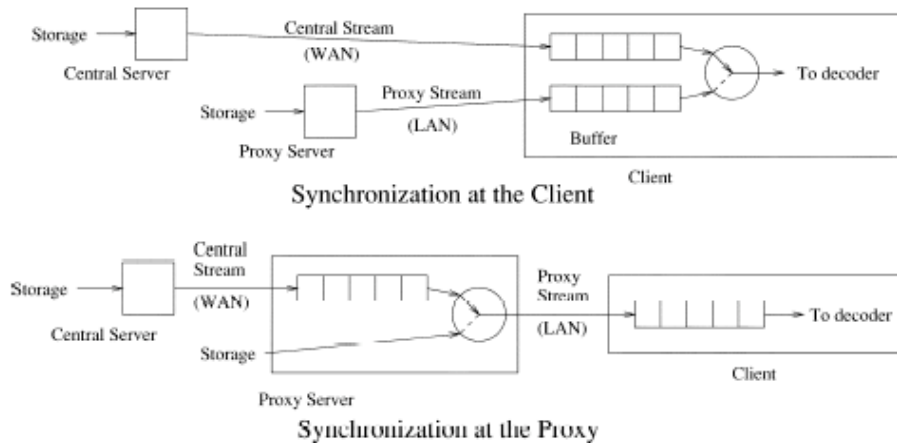 Storage
Central Server
Central Stream
(WAN)
Storage
Proxy Server
Proxy Stream
(LAN)
Buffer
To decoder
Client
Synchronization at the Client
Storage
Central Server
Central
Stream
(WAN)
Storage
Proxy Server
Proxy
Stream
(LAN)
To decoder
Client
Synchronization at the Proxy